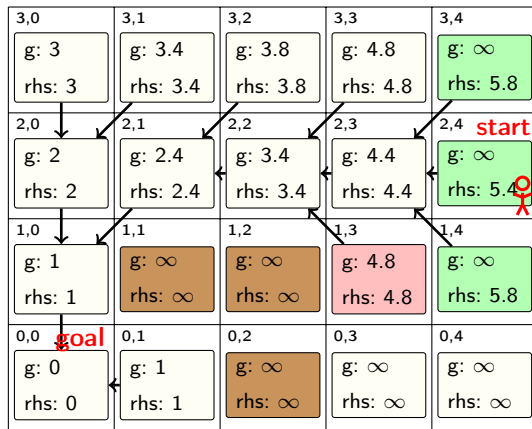 3,0 3,1 3,2 3,3 3,4
g: 3 g: 3.4 g: 3.8 g: 4.8 g: ∞
rhs: 3 rhs: 3.4 rhs: 3.8 rhs: 4.8 rhs: 5.8
2,0 2,1 2,2 2,3 2,4 start
g: 2 g: 2.4 g: 3.4 g: 4.4 g: ∞
rhs: 2 rhs: 2.4 rhs: 3.4 rhs: 4.4 rhs: 5.4
1,0 1,1 1,2 1,3 1,4
g: 1 g: ∞ g: ∞ g: 4.8 g: ∞
rhs: 1 rhs: ∞ rhs: ∞ rhs: 4.8 rhs: 5.8
0,0 goal 0,1 0,2 0,3 0,4
g: 0 g: 1 g: ∞ g: ∞ g: ∞
rhs: 0 rhs: 1 rhs: ∞ rhs: ∞ rhs: ∞